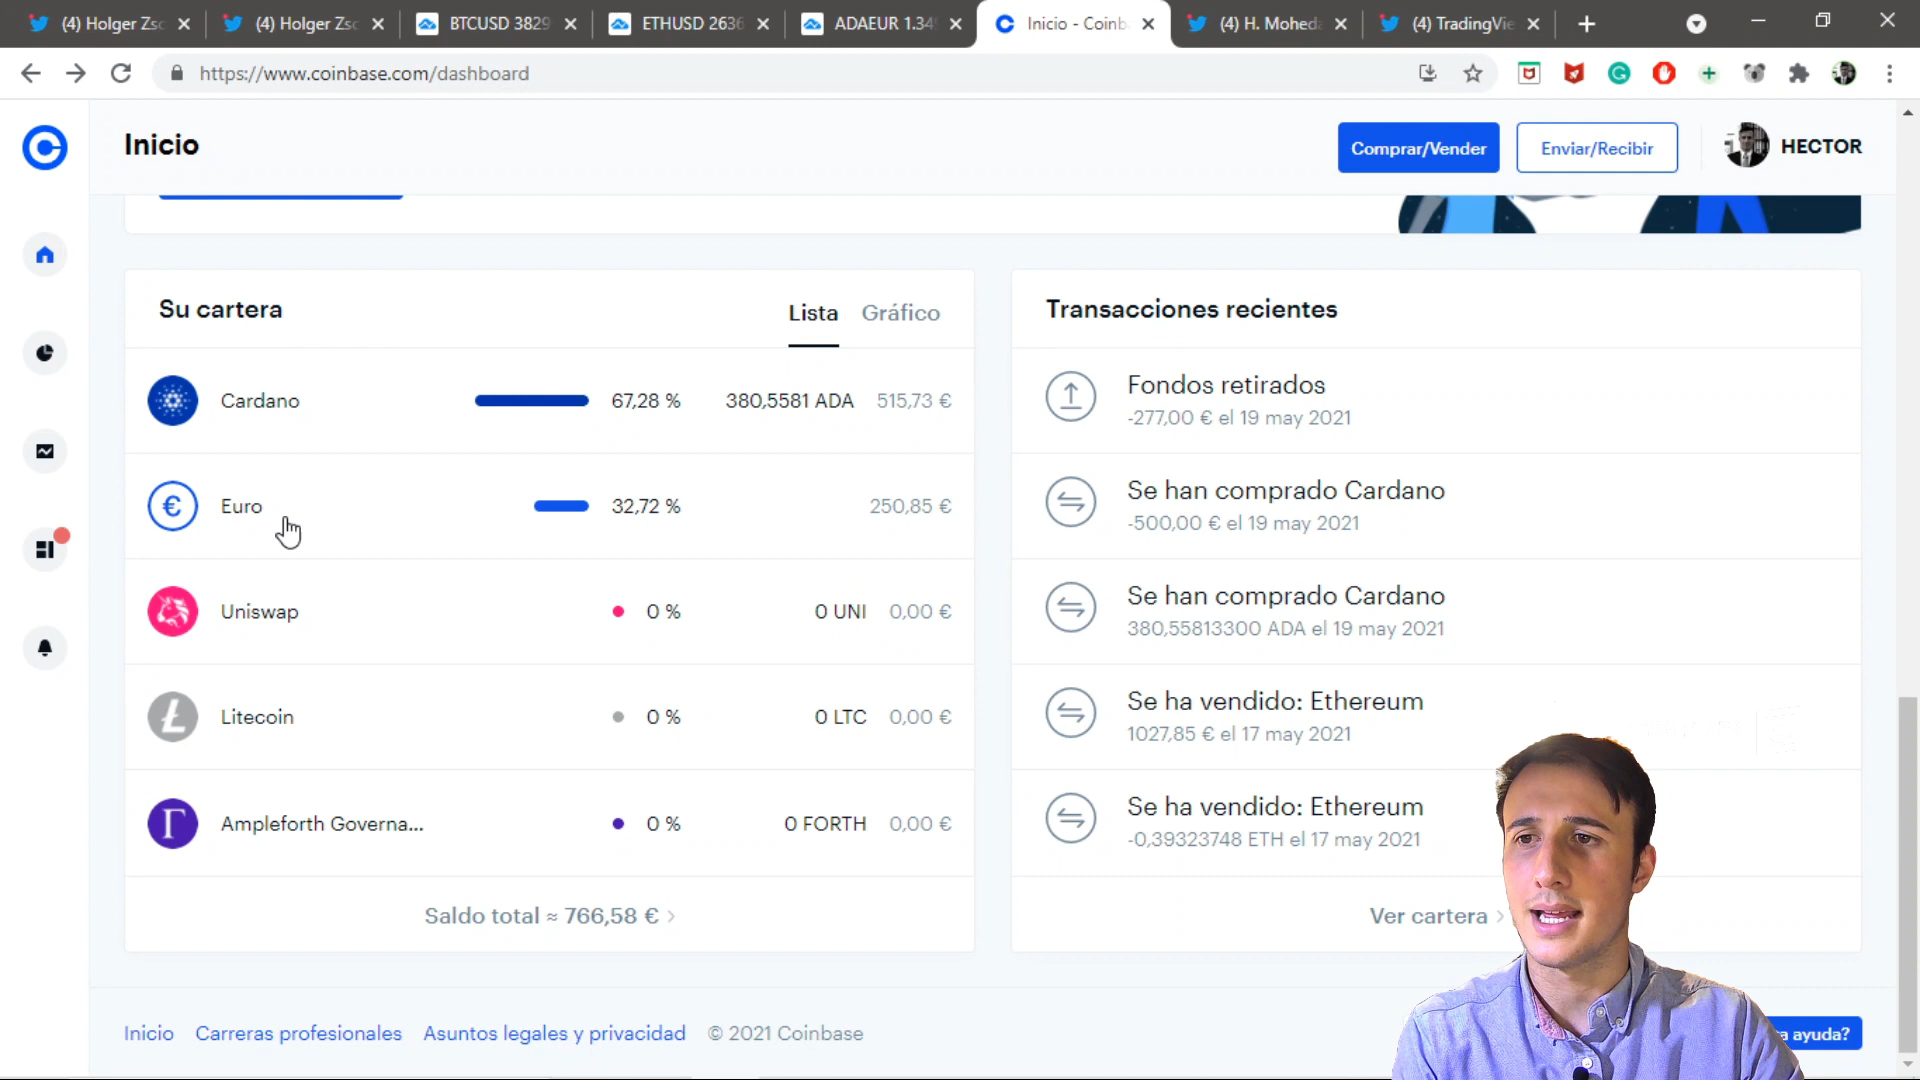 (4) Holger Zsc
(4) Holger Zsc
BTCUSD 3829
ETHUSD 2636
ADAEUR 1.34
Inicio - Coinb
(4) H. Moheda
(4) TradingVie
https://www.coinbase.com/dashboard
Inicio
Comprar/Vender
Enviar/Recibir
HECTOR
Su cartera
Lista
Gráfico
Cardano
67,28 %
380,5581 ADA
515,73 €
Euro
32,72 %
250,85 €
Uniswap
0 %
0 UNI
0,00 €
Litecoin
0 %
0 LTC
0,00 €
Ampleforth Governa...
0 %
0 FORTH
0,00 €
Saldo total ≈ 766,58 €
Transacciones recientes
Fondos retirados
-277,00 € el 19 may 2021
Se han comprado Cardano
-500,00 € el 19 may 2021
Se han comprado Cardano
380,55813300 ADA el 19 may 2021
Se ha vendido: Ethereum
1027,85 € el 17 may 2021
Se ha vendido: Ethereum
-0,39323748 ETH el 17 may 2021
Ver cartera
Inicio
Carreras profesionales
Asuntos legales y privacidad
© 2021 Coinbase
a ayuda?